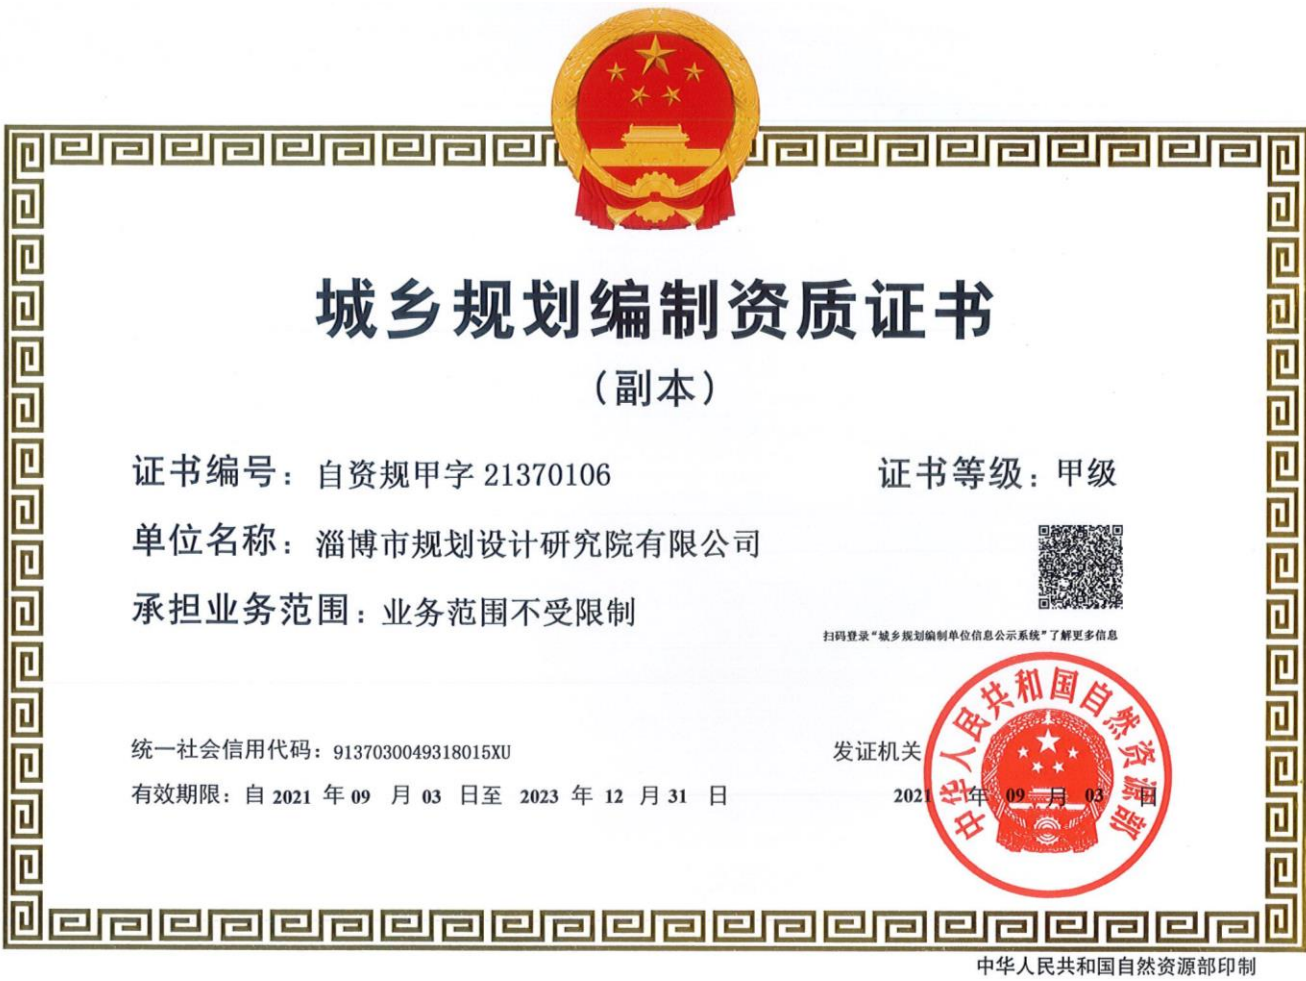 城乡规划编制资质证书
（副本）
证书编号：自资规甲字 21370106
证书等级：甲级
单位名称：淄博市规划设计研究院有限公司
承担业务范围：业务范围不受限制
扫码登录“城乡规划编制单位信息公示系统”了解更多信息
统一社会信用代码：9137030049318015XU
发证机关
有效期限：自 2021 年 09 月 03 日至 2023 年 12 月 31 日
2021 年 09 月 03 日
中华人民共和国自然资源部
中华人民共和国自然资源部印制